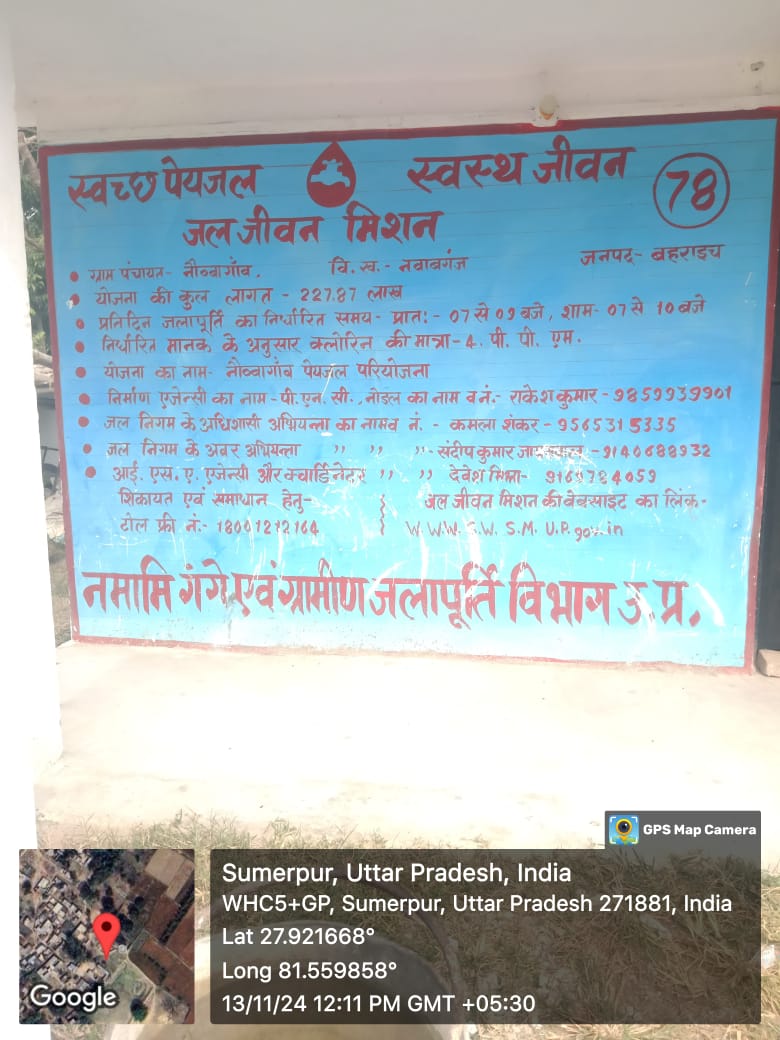 स्वच्छ पेयजल स्वस्थ जीवन 78
जल जीवन मिशन
ग्राम पंचायत- नौव्वागाँव. वि. ख.- नवाबगंज जनपद- बहराइच
योजना की कुल लागत - 227.87 लाख
प्रतिदिन जलापूर्ति का निर्धारित समय- प्रात:- 07 से 09 बजे, शाम- 07 से 10 बजे
निर्धारित मानक के अनुसार क्लोरिन की मात्रा- 4. पी. पी. एम.
योजना का नाम- नौव्वागाँव पेयजल परियोजना
निर्माण एजेन्सी का नाम- पी. एन. सी., नोडल का नाम व नं.- राकेश कुमार - 9859939901
जल निगम के अधिशासी अभियन्ता का नाम व नं. - कमला शंकर - 9565315335
जल निगम के अवर अभियन्ता ,, ,, ,,- संदीप कुमार - 9140688932
आई. एस. ए. एजेन्सी और क्वार्डिनेटर ,, ,, देवेश मिश्रा- 9169784059
शिकायत एवं समाधान हेतु- जल जीवन मिशन की वेबसाइट का लिंक-
टोल फ्री नं:- 18001212164 W.W.W. S.W. S.M. U.P. gov.in
नमामि गंगे एवं ग्रामीण जलापूर्ति विभाग उ. प्र.
GPS Map Camera
Sumerpur, Uttar Pradesh, India
WHC5+GP, Sumerpur, Uttar Pradesh 271881, India
Lat 27.921668°
Long 81.559858°
13/11/24 12:11 PM GMT +05:30
Google